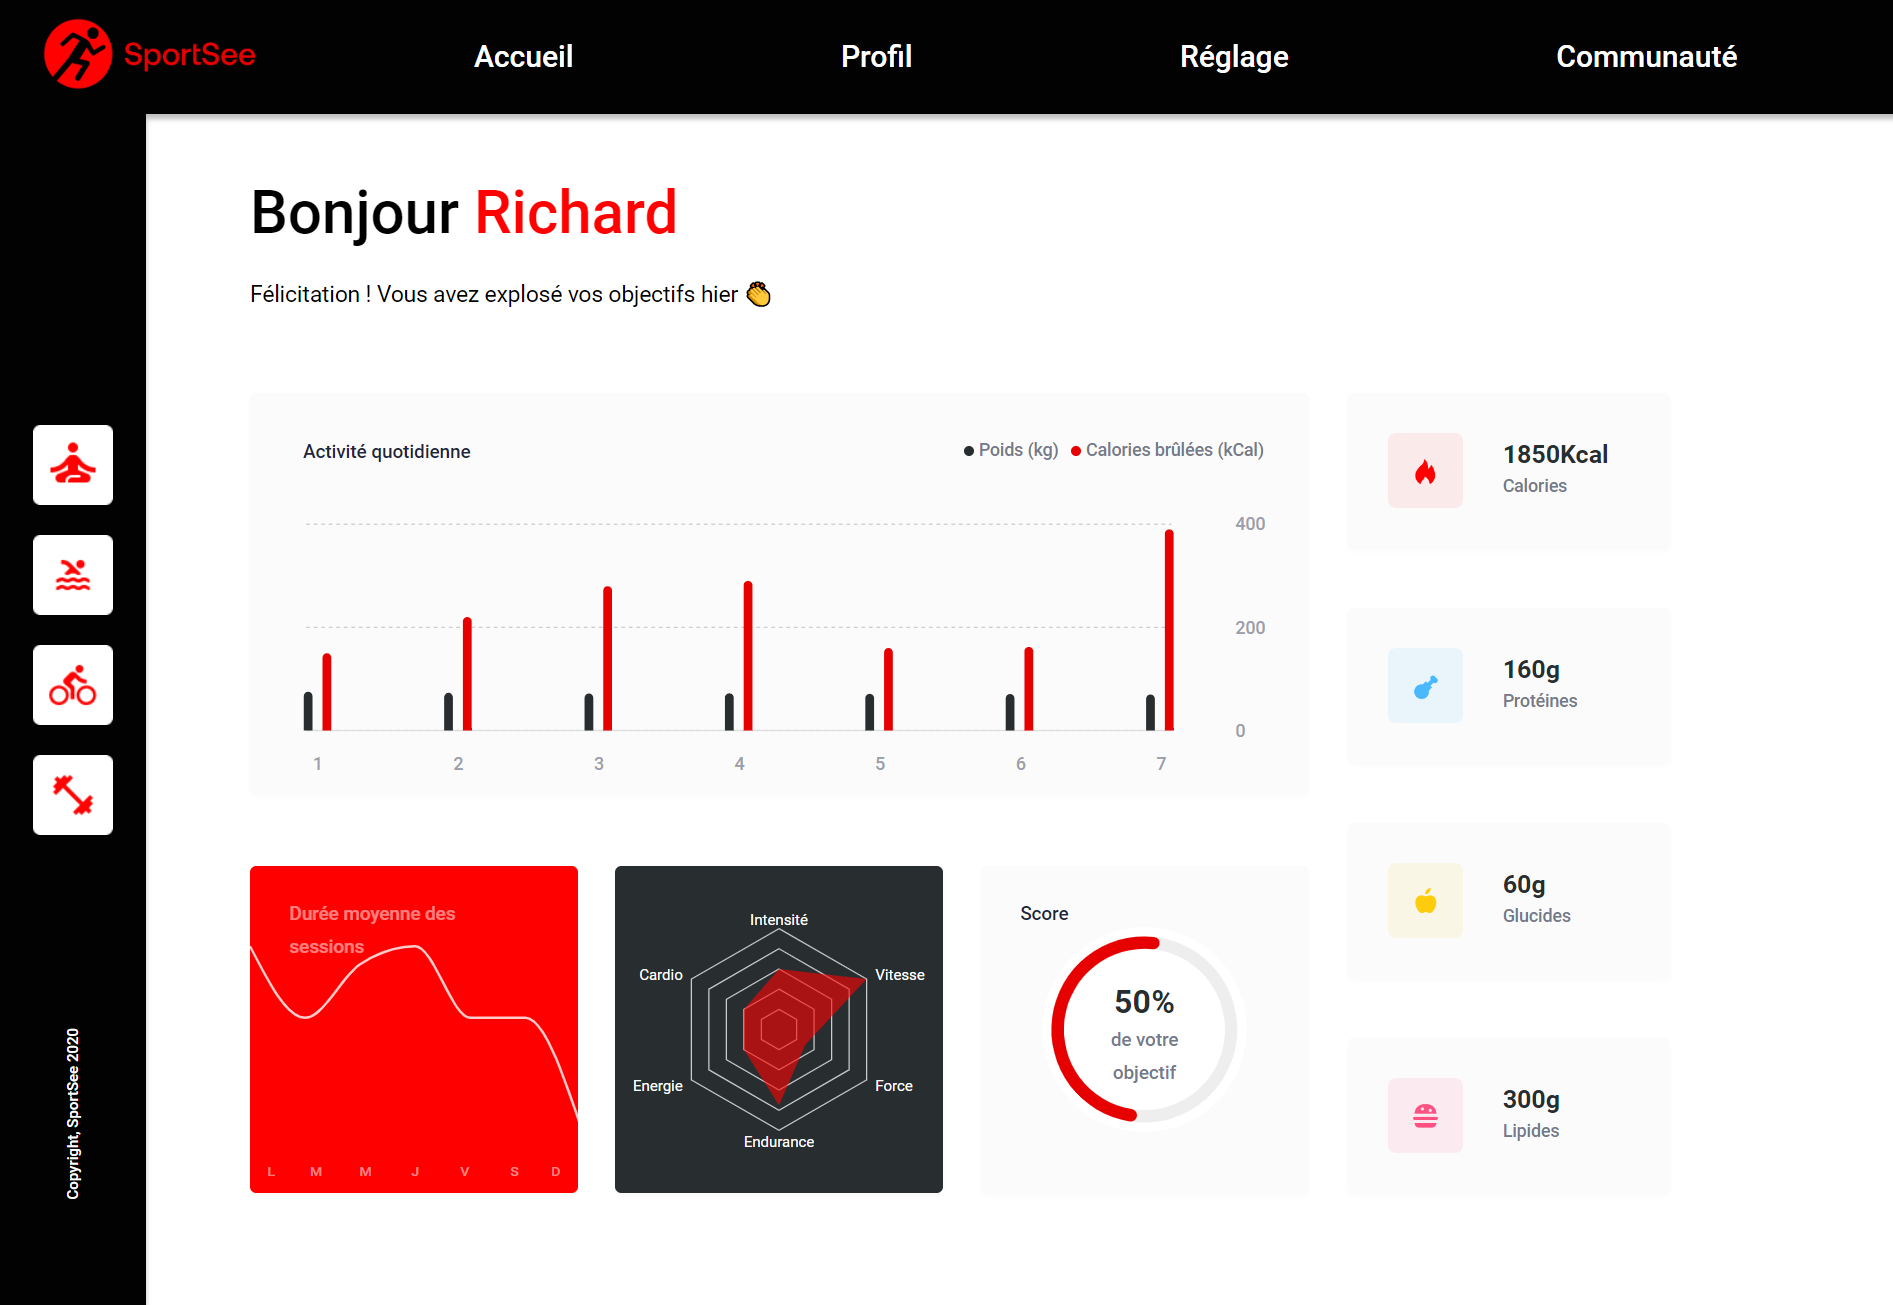 SportSee
Accueil
Profil
Réglage
Communauté
Bonjour Richard
Félicitation ! Vous avez explosé vos objectifs hier 👏
Activité quotidienne
Poids (kg)
Calories brûlées (kCal)
400
200
0
1
2
3
4
5
6
7
1850Kcal
Calories
160g
Protéines
60g
Glucides
300g
Lipides
Durée moyenne des
sessions
L
M
M
J
V
S
D
Intensité
Vitesse
Force
Endurance
Energie
Cardio
Score
50%
de votre
objectif
Copyright, SportSee 2020